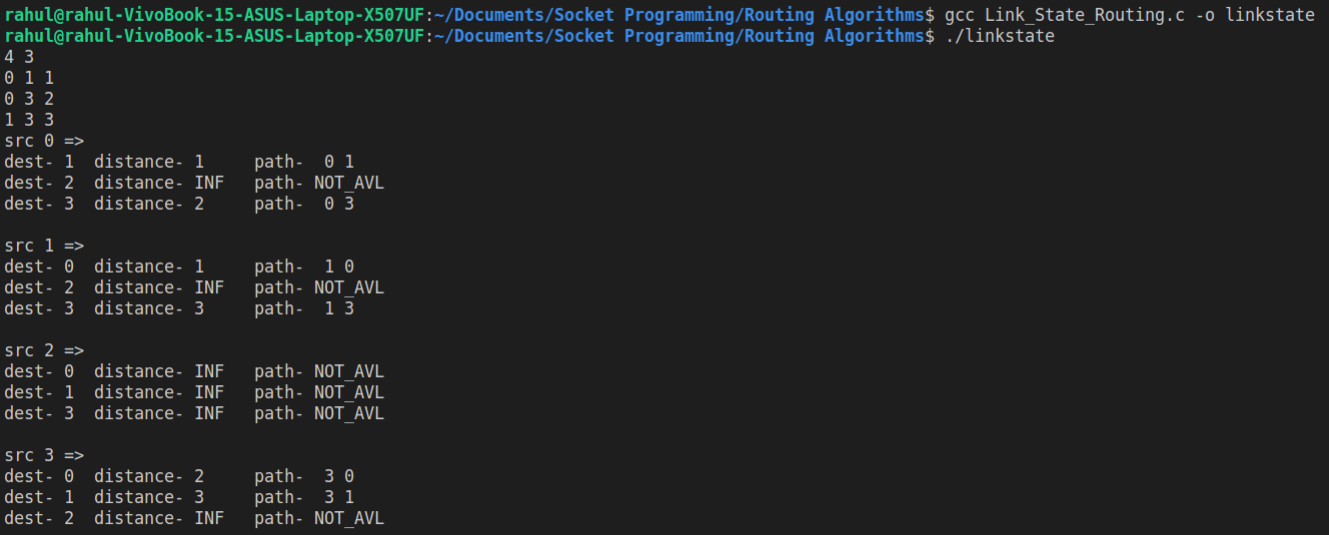 rahul@rahul-VivoBook-15-ASUS-Laptop-X507UF:~/Documents/Socket Programming/Routing Algorithms$ gcc Link_State_Routing.c -o linkstate
rahul@rahul-VivoBook-15-ASUS-Laptop-X507UF:~/Documents/Socket Programming/Routing Algorithms$ ./linkstate
4 3
0 1 1
0 3 2
1 3 3
src 0 =>
dest- 1  distance- 1     path-  0 1
dest- 2  distance- INF   path- NOT_AVL
dest- 3  distance- 2     path-  0 3

src 1 =>
dest- 0  distance- 1     path-  1 0
dest- 2  distance- INF   path- NOT_AVL
dest- 3  distance- 3     path-  1 3

src 2 =>
dest- 0  distance- INF   path- NOT_AVL
dest- 1  distance- INF   path- NOT_AVL
dest- 3  distance- INF   path- NOT_AVL

src 3 =>
dest- 0  distance- 2     path-  3 0
dest- 1  distance- 3     path-  3 1
dest- 2  distance- INF   path- NOT_AVL